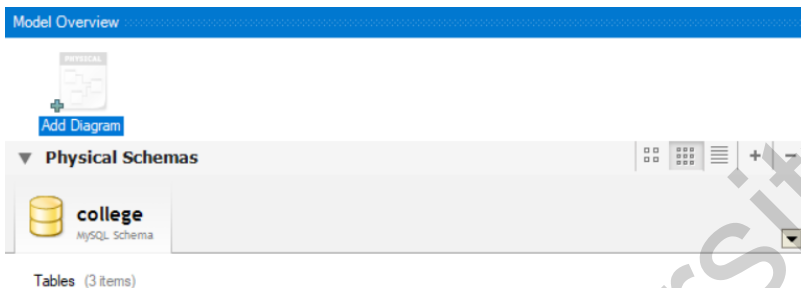 Model Overview
PHYSICAL
Add Diagram
Physical Schemas
college
MySQL Schema
Tables (3 items)